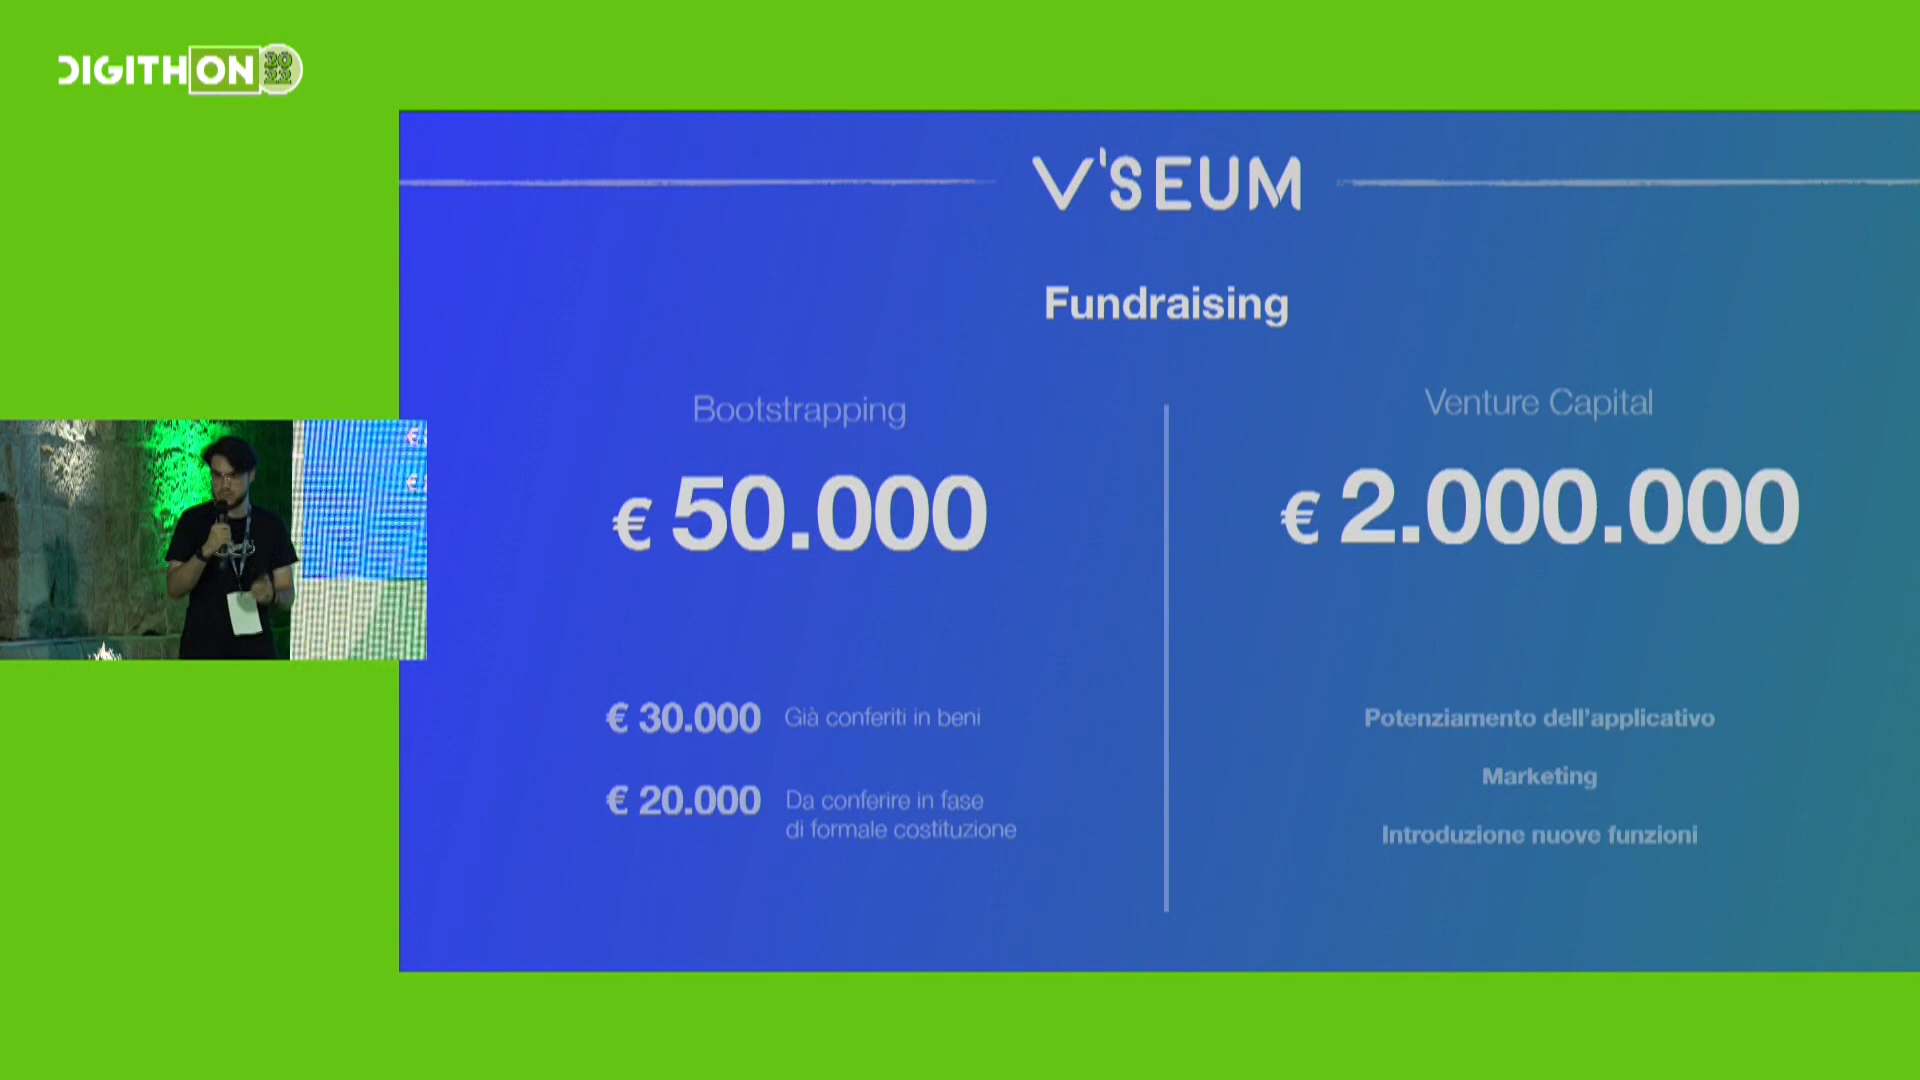 DIGITHON 2022
V'SEUM
Fundraising
Bootstrapping
€ 50.000
€ 30.000 Già conferiti in beni
€ 20.000 Da conferire in fase
di formale costituzione
Venture Capital
€ 2.000.000
Potenziamento dell'applicativo
Marketing
Introduzione nuove funzioni